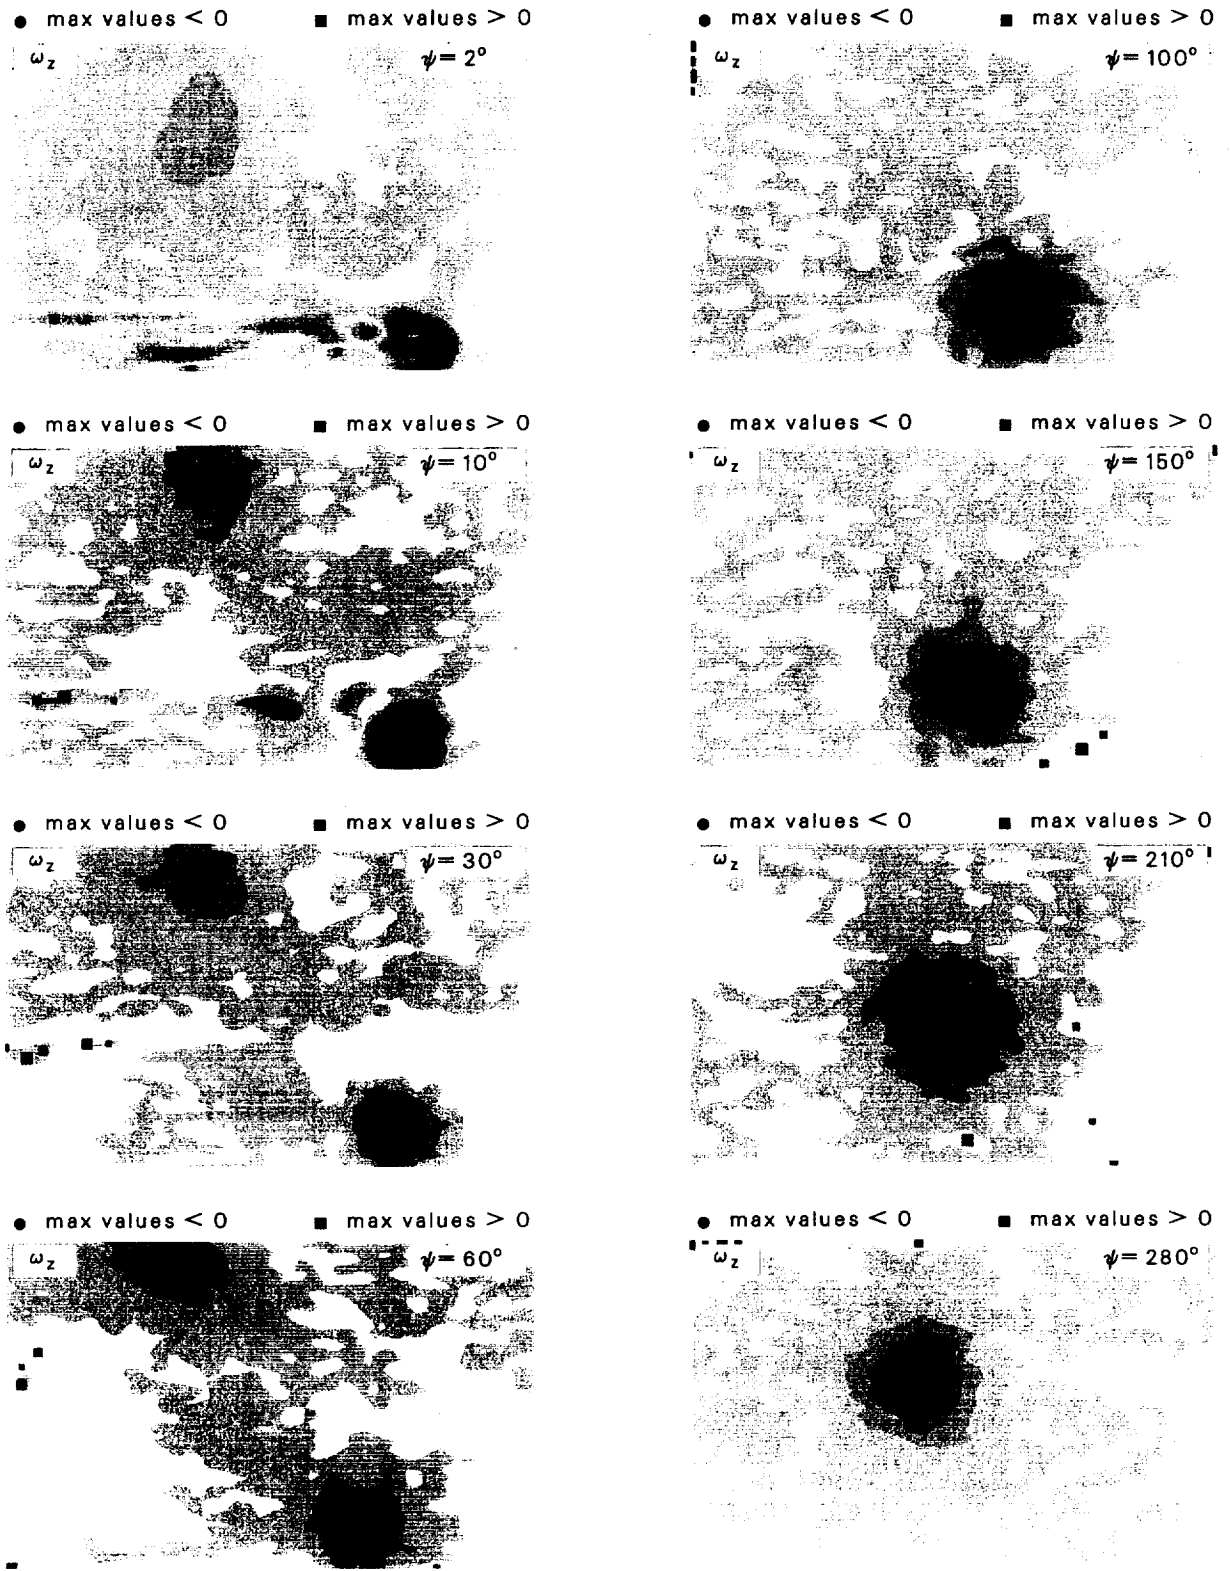 ● max values < 0 ■ max values > 0
ω_z ψ= 2°
● max values < 0 ■ max values > 0
ω_z ψ= 10°
● max values < 0 ■ max values > 0
ω_z ψ= 30°
● max values < 0 ■ max values > 0
ω_z ψ= 60°
● max values < 0 ■ max values > 0
ω_z ψ= 100°
● max values < 0 ■ max values > 0
ω_z ψ= 150°
● max values < 0 ■ max values > 0
ω_z ψ= 210°
● max values < 0 ■ max values > 0
ω_z ψ= 280°